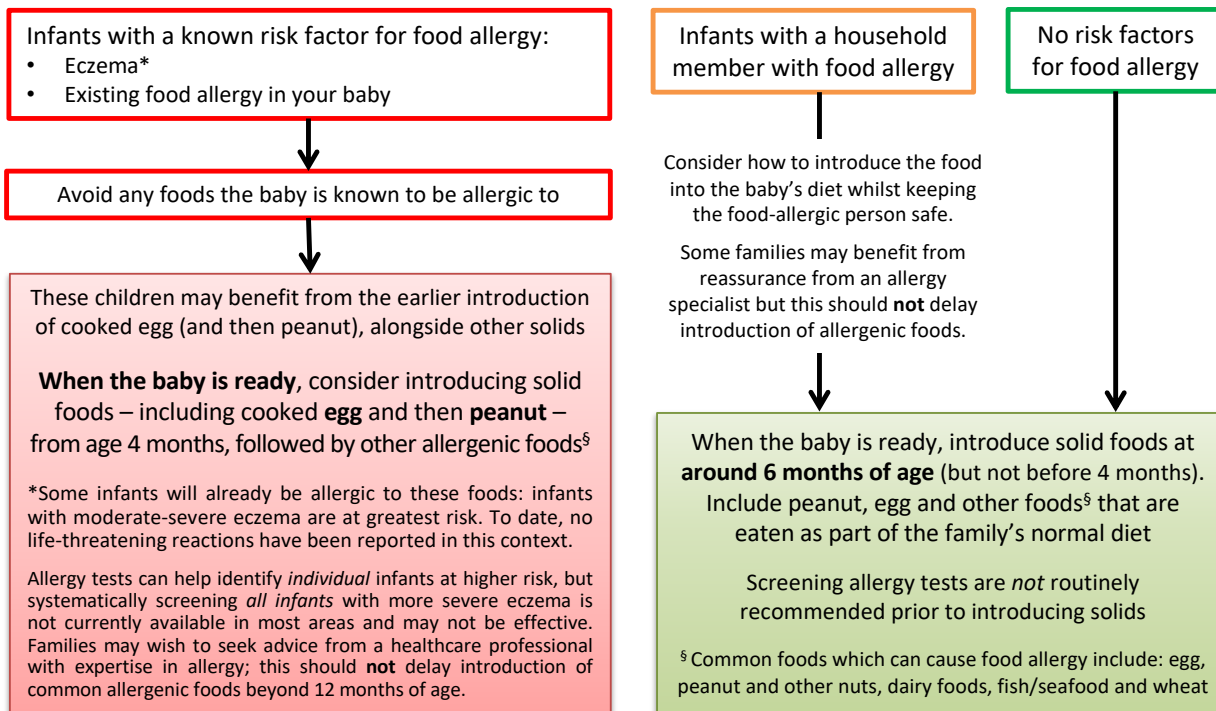 Infants with a known risk factor for food allergy:
• Eczema*
• Existing food allergy in your baby
Avoid any foods the baby is known to be allergic to
These children may benefit from the earlier introduction
of cooked egg (and then peanut), alongside other solids
When the baby is ready, consider introducing solid
foods – including cooked egg and then peanut –
from age 4 months, followed by other allergenic foods§
*Some infants will already be allergic to these foods: infants
with moderate-severe eczema are at greatest risk. To date, no
life-threatening reactions have been reported in this context.
Allergy tests can help identify individual infants at higher risk, but
systematically screening all infants with more severe eczema is
not currently available in most areas and may not be effective.
Families may wish to seek advice from a healthcare professional
with expertise in allergy; this should not delay introduction of
common allergenic foods beyond 12 months of age.
Infants with a household
member with food allergy
Consider how to introduce the food
into the baby's diet whilst keeping
the food-allergic person safe.
Some families may benefit from
reassurance from an allergy
specialist but this should not delay
introduction of allergenic foods.
No risk factors
for food allergy
When the baby is ready, introduce solid foods at
around 6 months of age (but not before 4 months).
Include peanut, egg and other foods§ that are
eaten as part of the family's normal diet
Screening allergy tests are not routinely
recommended prior to introducing solids
§ Common foods which can cause food allergy include: egg,
peanut and other nuts, dairy foods, fish/seafood and wheat